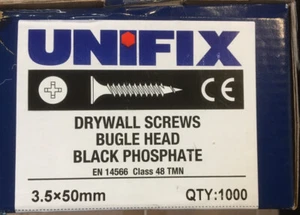 UNIFIX
CE
DRYWALL SCREWS
BUGLE HEAD
BLACK PHOSPHATE
EN 14566 Class 48 TMN
3.5×50mm QTY:1000